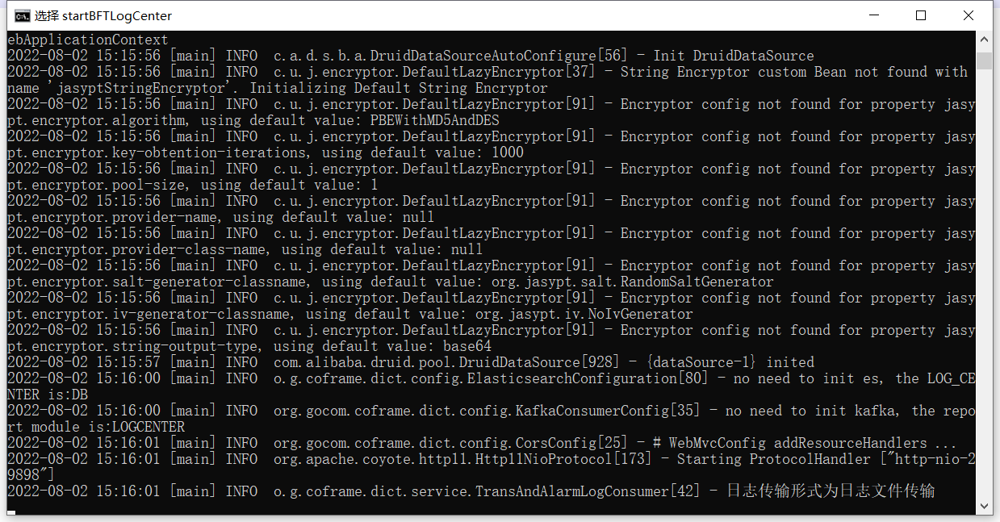 选择 startBFTLogCenter
ebApplicationContext
2022-08-02 15:15:56 [main] INFO  c.a.d.s.b.a.DruidDataSourceAutoConfigure[56] - Init DruidDataSource
2022-08-02 15:15:56 [main] INFO  c.u.j.encryptor.DefaultLazyEncryptor[37] - String Encryptor custom Bean not found with
name 'jasyptStringEncryptor'. Initializing Default String Encryptor
2022-08-02 15:15:56 [main] INFO  c.u.j.encryptor.DefaultLazyEncryptor[91] - Encryptor config not found for property jasy
pt.encryptor.algorithm, using default value: PBEWithMD5AndDES
2022-08-02 15:15:56 [main] INFO  c.u.j.encryptor.DefaultLazyEncryptor[91] - Encryptor config not found for property jasy
pt.encryptor.key-obtention-iterations, using default value: 1000
2022-08-02 15:15:56 [main] INFO  c.u.j.encryptor.DefaultLazyEncryptor[91] - Encryptor config not found for property jasy
pt.encryptor.pool-size, using default value: 1
2022-08-02 15:15:56 [main] INFO  c.u.j.encryptor.DefaultLazyEncryptor[91] - Encryptor config not found for property jasy
pt.encryptor.provider-name, using default value: null
2022-08-02 15:15:56 [main] INFO  c.u.j.encryptor.DefaultLazyEncryptor[91] - Encryptor config not found for property jasy
pt.encryptor.provider-class-name, using default value: null
2022-08-02 15:15:56 [main] INFO  c.u.j.encryptor.DefaultLazyEncryptor[91] - Encryptor config not found for property jasy
pt.encryptor.salt-generator-classname, using default value: org.jasypt.salt.RandomSaltGenerator
2022-08-02 15:15:56 [main] INFO  c.u.j.encryptor.DefaultLazyEncryptor[91] - Encryptor config not found for property jasy
pt.encryptor.iv-generator-classname, using default value: org.jasypt.iv.NoIvGenerator
2022-08-02 15:15:56 [main] INFO  c.u.j.encryptor.DefaultLazyEncryptor[91] - Encryptor config not found for property jasy
pt.encryptor.string-output-type, using default value: base64
2022-08-02 15:15:57 [main] INFO  com.alibaba.druid.pool.DruidDataSource[928] - {dataSource-1} inited
2022-08-02 15:16:00 [main] INFO  o.g.coframe.dict.config.ElasticsearchConfiguration[80] - no need to init es, the LOG_CE
NTER is:DB
2022-08-02 15:16:00 [main] INFO  org.gocom.coframe.dict.config.KafkaConsumerConfig[35] - no need to init kafka, the repo
rt module is:LOGCENTER
2022-08-02 15:16:01 [main] INFO  org.gocom.coframe.dict.config.CorsConfig[25] - # WebMvcConfig addResourceHandlers ...
2022-08-02 15:16:01 [main] INFO  org.apache.coyote.http11.Http11NioProtocol[173] - Starting ProtocolHandler ["http-nio-2
9898"]
2022-08-02 15:16:01 [main] INFO  o.g.coframe.dict.service.TransAndAlarmLogConsumer[42] - 日志传输形式为日志文件传输